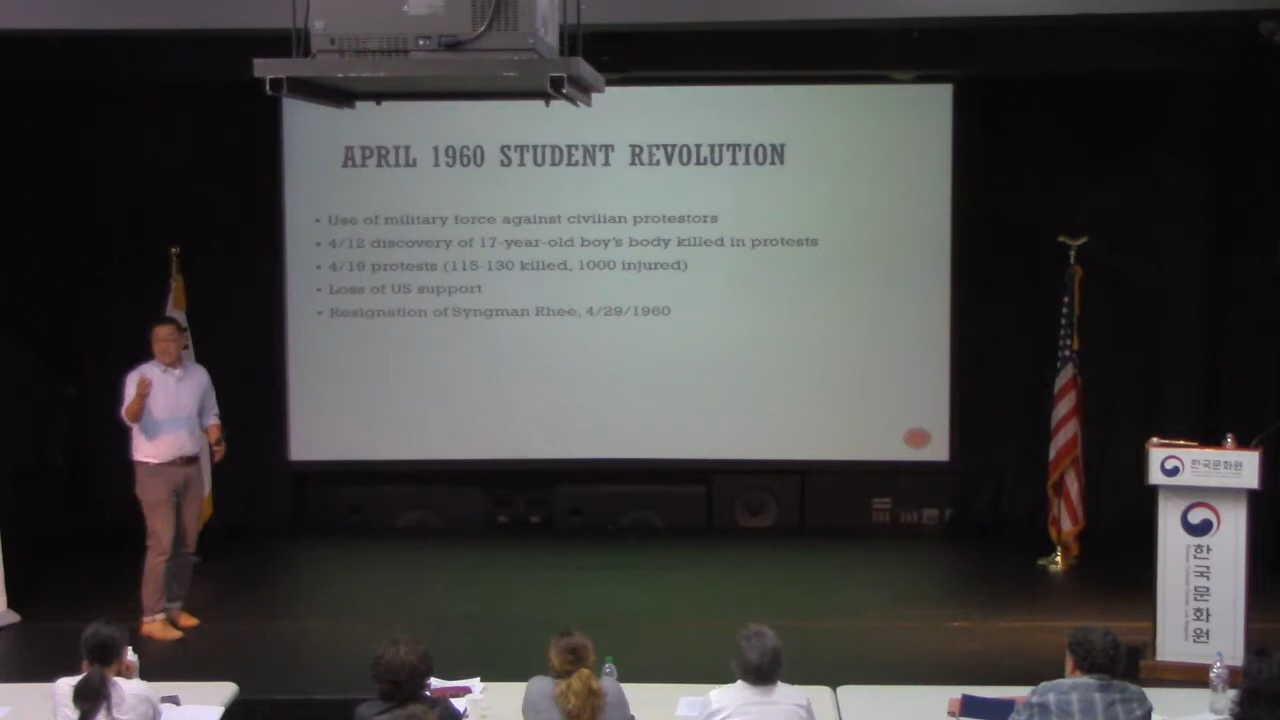 APRIL 1960 STUDENT REVOLUTION
• Use of military force against civilian protestors
• 4/12 discovery of 17-year-old boy's body killed in protests
• 4/19 protests (115-130 killed, 1000 injured)
• Loss of US support
• Resignation of Syngman Rhee, 4/29/1960
한국문화원
한국문화원